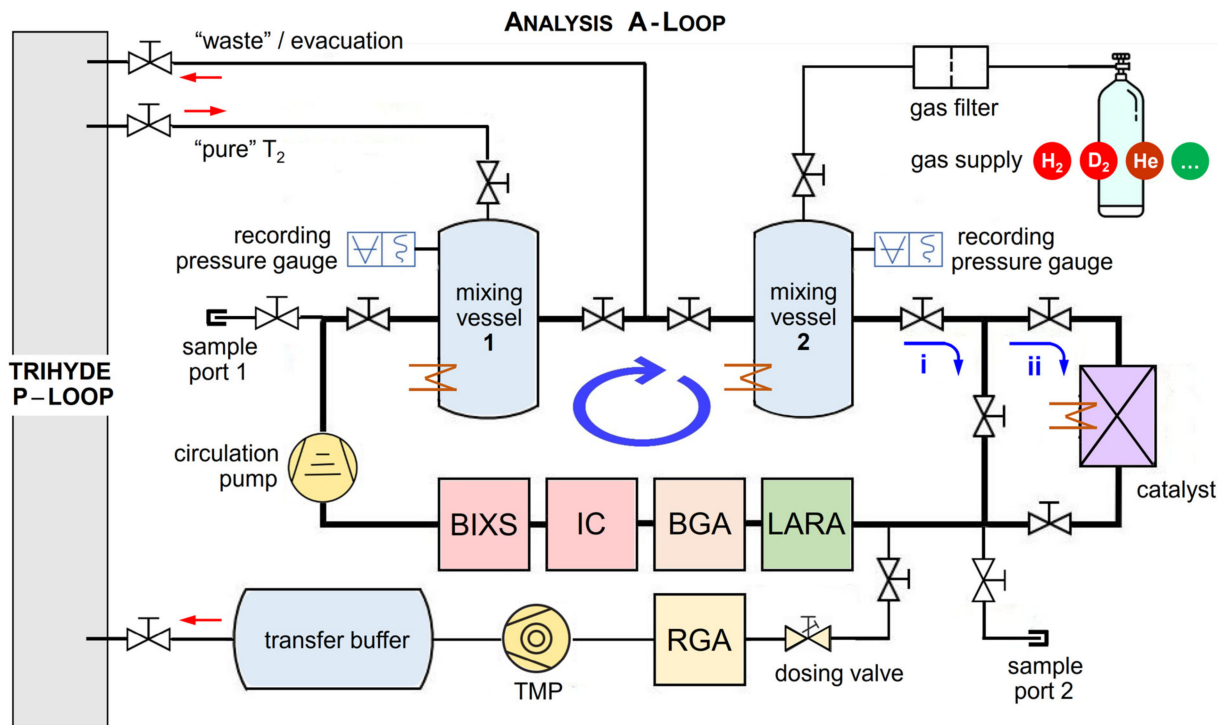 ANALYSIS A-LOOP
"waste" / evacuation
"pure" T₂
gas filter
gas supply H₂ D₂ He ...
recording
pressure gauge
recording
pressure gauge
mixing
vessel
1
mixing
vessel
2
sample
port 1
i
ii
TRIHYDE
P–LOOP
circulation
pump
catalyst
BIXS
IC
BGA
LARA
transfer buffer
TMP
RGA
dosing valve
sample
port 2